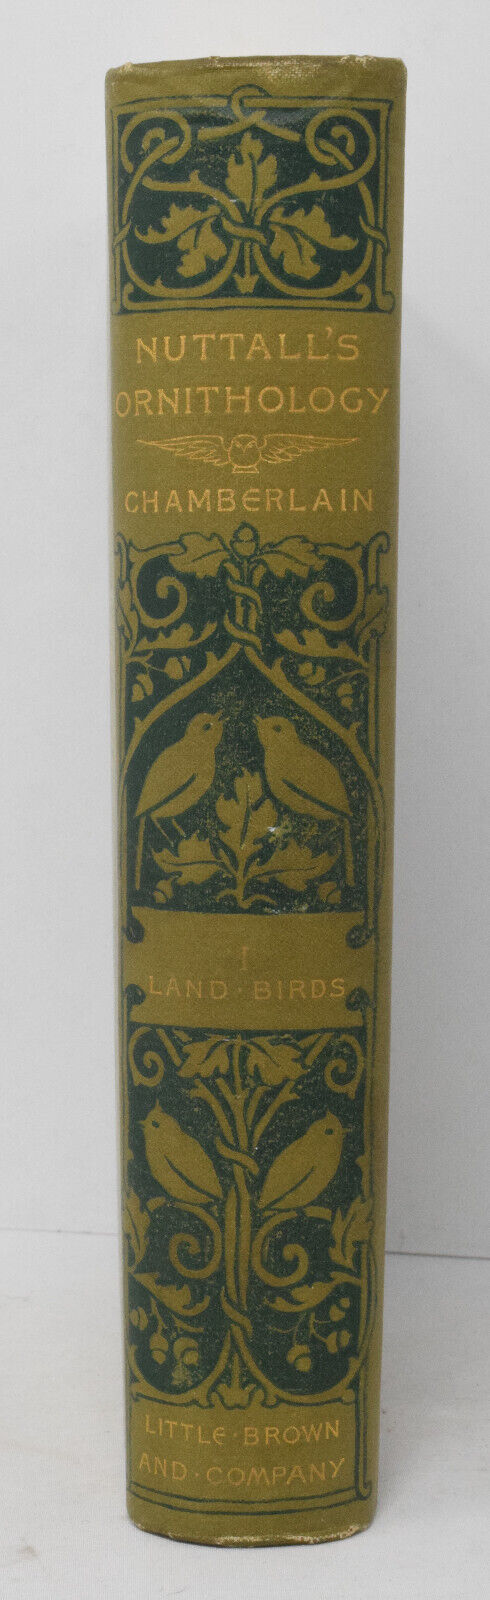 NUTTALL'S
ORNITHOLOGY
CHAMBERLAIN
I
LAND · BIRDS
LITTLE · BROWN
AND · COMPANY